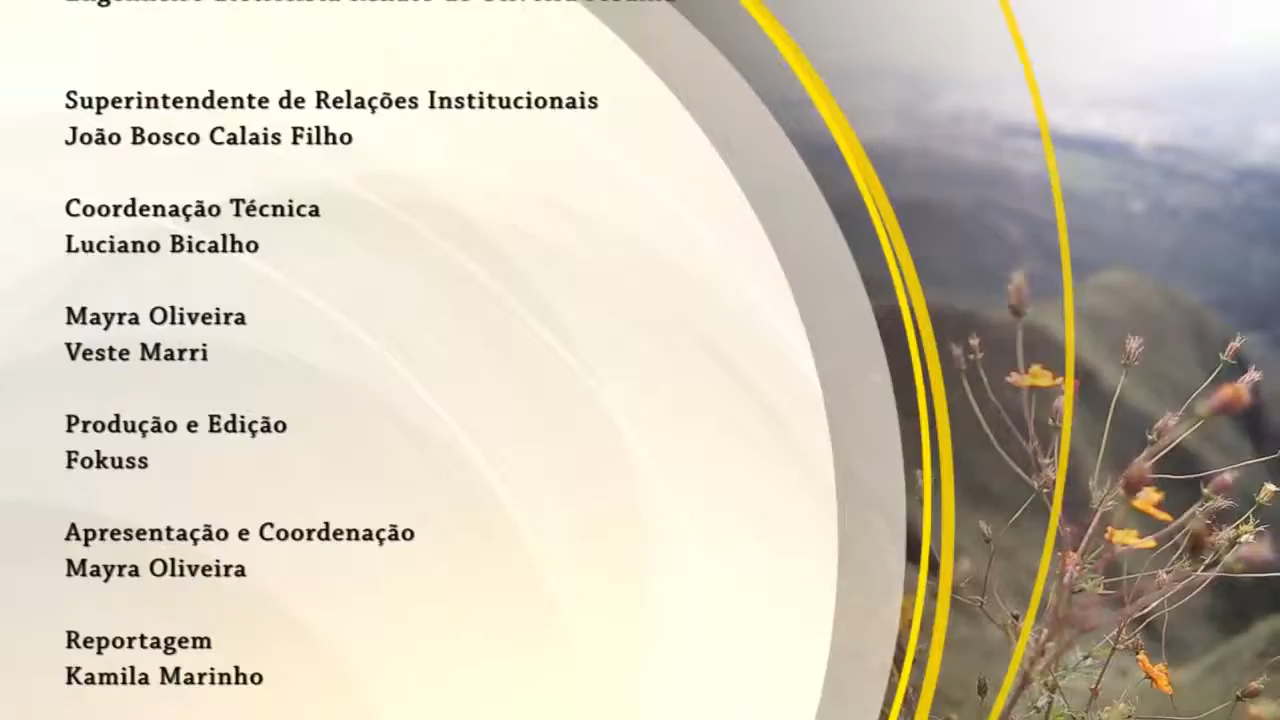 Superintendente de Relações Institucionais
João Bosco Calais Filho
Coordenação Técnica
Luciano Bicalho
Mayra Oliveira
Veste Marri
Produção e Edição
Fokuss
Apresentação e Coordenação
Mayra Oliveira
Reportagem
Kamila Marinho